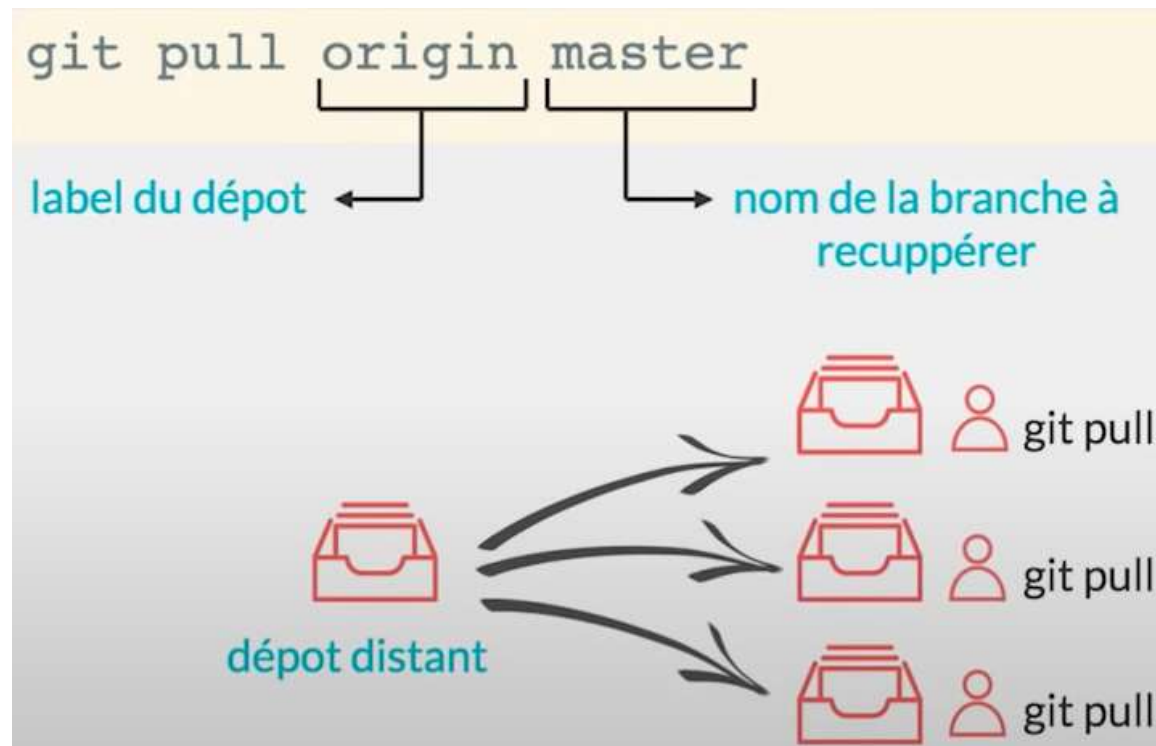 git pull origin master
label du dépot
nom de la branche à
recuppérer
git pull
git pull
dépot distant
git pull